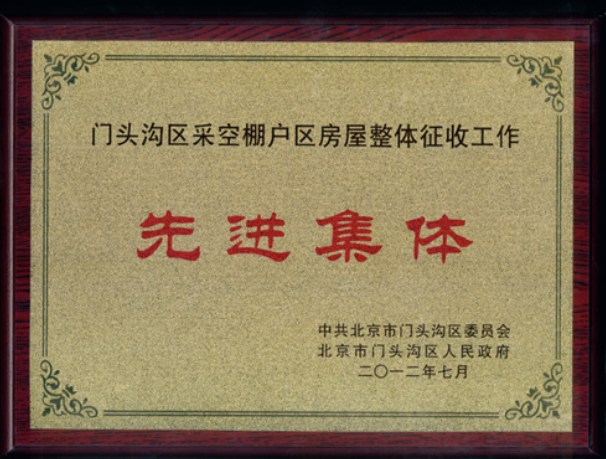 门头沟区采空棚户区房屋整体征收工作
先进集体
中共北京市门头沟区委员会
北京市门头沟区人民政府
二〇一二年七月